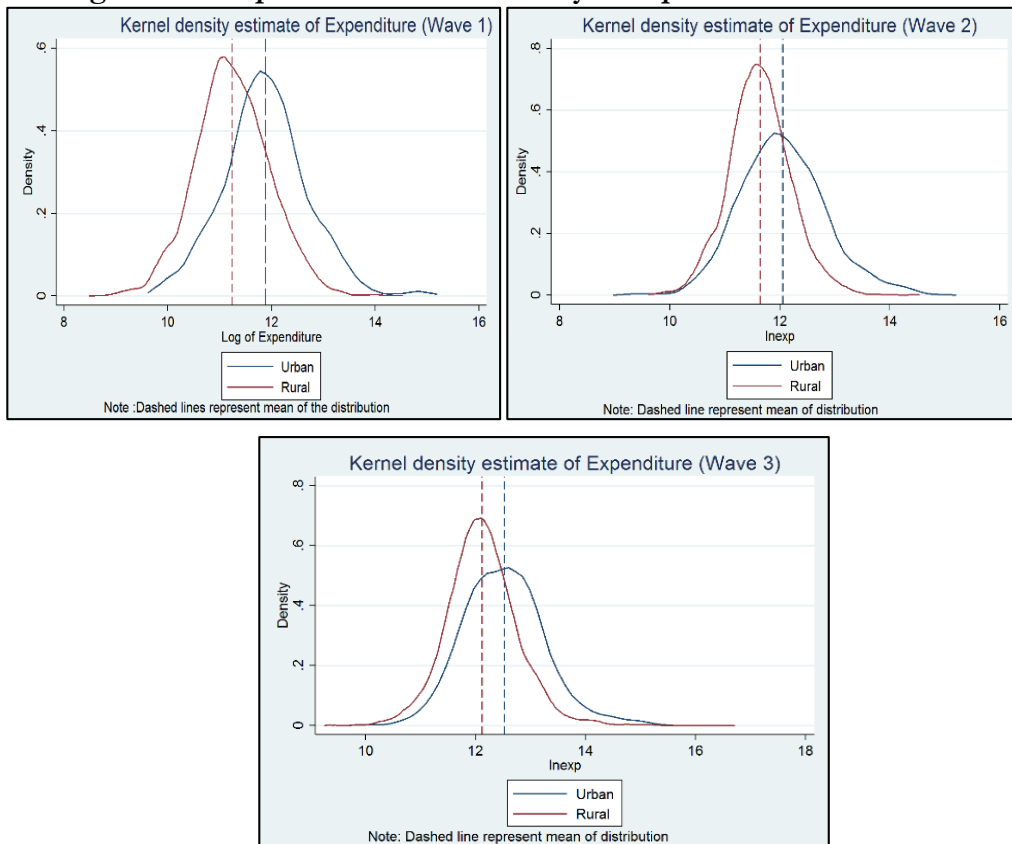 Kernel density estimate of Expenditure (Wave 1)
.6
.4
.2
0
Density
8 10 12 14 16
Log of Expenditure
Urban
Rural
Note :Dashed lines represent mean of the distribution
Kernel density estimate of Expenditure (Wave 2)
.8
.6
.4
.2
0
Density
8 10 12 14 16
lnexp
Urban
Rural
Note: Dashed line represent mean of distribution
Kernel density estimate of Expenditure (Wave 3)
.8
.6
.4
.2
0
Density
10 12 14 16 18
lnexp
Urban
Rural
Note: Dashed line represent mean of distribution